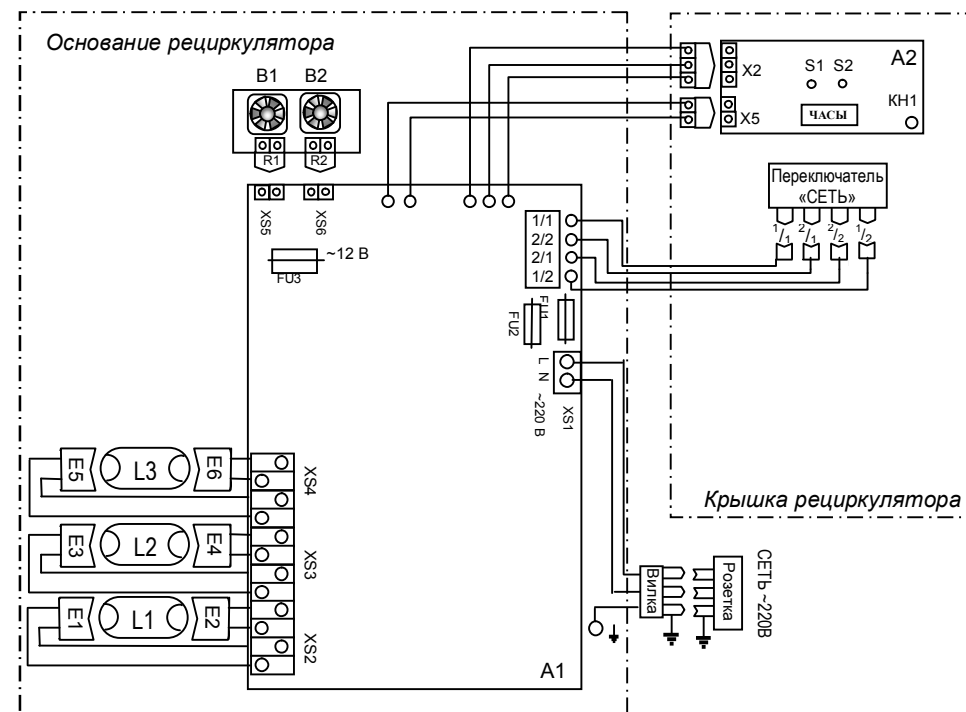 Основание рециркулятора
B1 B2
R1 R2
XS5
XS6
~12 В
FU3
X2
X5
S1 S2
A2
ЧАСЫ
КН1
Переключатель
«СЕТЬ»
1/1 2/1 2/2 1/2
1/1
2/2
2/1
1/2
FU1
FU2
L N
~220 В
XS1
Крышка рециркулятора
E5 L3 E6
XS4
E3 L2 E4
XS3
E1 L1 E2
XS2
A1
Вилка
Розетка
СЕТЬ ~220В